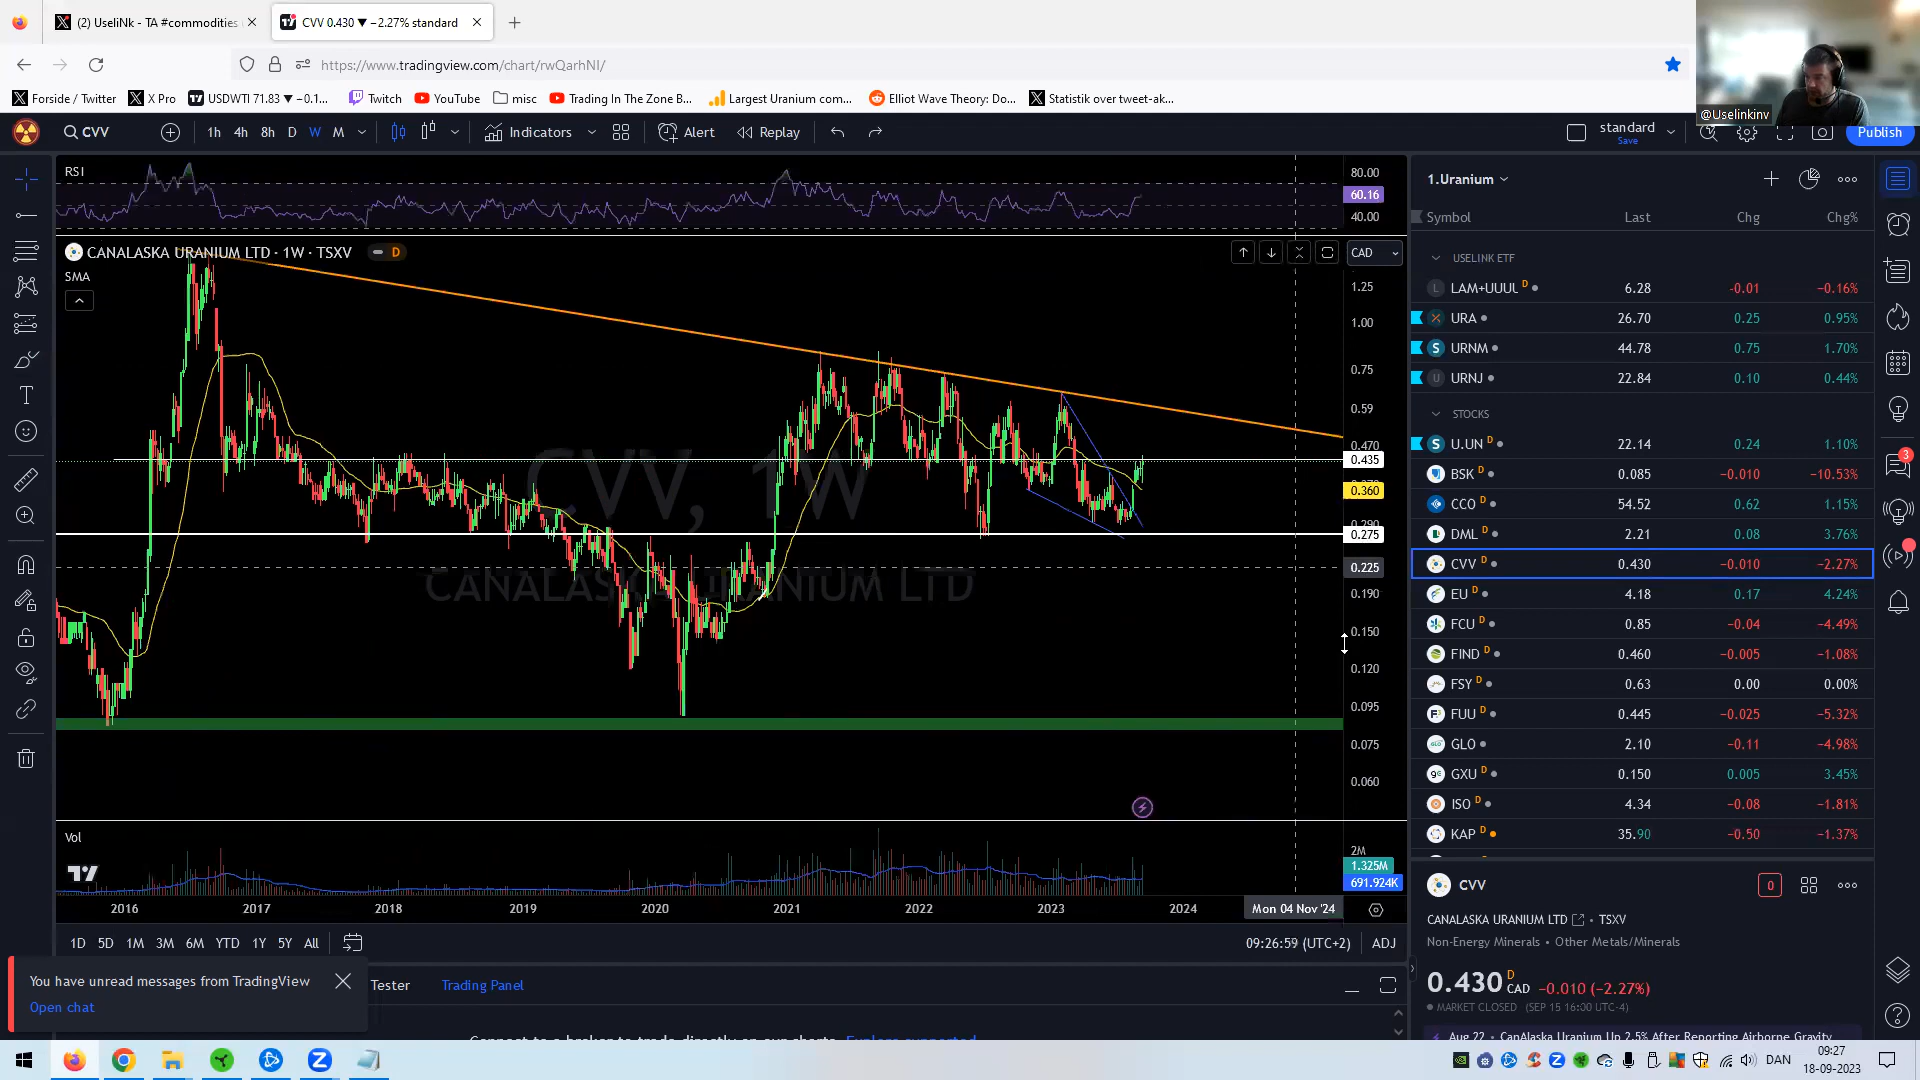 (2) UseliNk - TA #commodities
CVV 0.430 ▼ −2.27% standard
https://www.tradingview.com/chart/rwQarhNI/
Forside / Twitter
X Pro
USDWTI 71.83 ▼ −0.1...
Twitch
YouTube
misc
Trading In The Zone B...
Largest Uranium com...
Elliot Wave Theory: Do...
Statistik over tweet-ak...
@Uselinkinv
CVV
1h 4h 8h D W M
Indicators
Alert
Replay
standard
Save
Publish
RSI
80.00
60.16
40.00
CANALASKA URANIUM LTD · 1W · TSXV
D
CAD
SMA
CVV, 1W
CANALASKA URANIUM LTD
1.25
1.00
0.75
0.59
0.470
0.435
0.360
0.290
0.275
0.225
0.190
0.150
0.120
0.095
0.075
0.060
Vol
2M
1.325M
691.924K
2016 2017 2018 2019 2020 2021 2022 2023 2024 Mon 04 Nov '24
1D 5D 1M 3M 6M YTD 1Y 5Y All
09:26:59 (UTC+2) ADJ
You have unread messages from TradingView
Open chat
Tester
Trading Panel
1.Uranium
Symbol Last Chg Chg%
USELINK ETF
LAM+UUUU D 6.28 −0.01 −0.16%
URA 26.70 0.25 0.95%
URNM 44.78 0.75 1.70%
URNJ 22.84 0.10 0.44%
STOCKS
U.UN D 22.14 0.24 1.10%
BSK D 0.085 −0.010 −10.53%
CCO D 54.52 0.62 1.15%
DML D 2.21 0.08 3.76%
CVV D 0.430 −0.010 −2.27%
EU D 4.18 0.17 4.24%
FCU D 0.85 −0.04 −4.49%
FIND D 0.460 −0.005 −1.08%
FSY D 0.63 0.00 0.00%
FUU D 0.445 −0.025 −5.32%
GLO 2.10 −0.11 −4.98%
GXU D 0.150 0.005 3.45%
ISO D 4.34 −0.08 −1.81%
KAP D 35.90 −0.50 −1.37%
3
CVV
0
CANALASKA URANIUM LTD • TSXV
Non-Energy Minerals • Other Metals/Minerals
0.430 D CAD −0.010 (−2.27%)
MARKET CLOSED (SEP 15 16:00 UTC-4)
Aug 22 • CanAlaska Uranium Up 2.5% After Reporting Airborne Gravity
DAN
09:27
18-09-2023